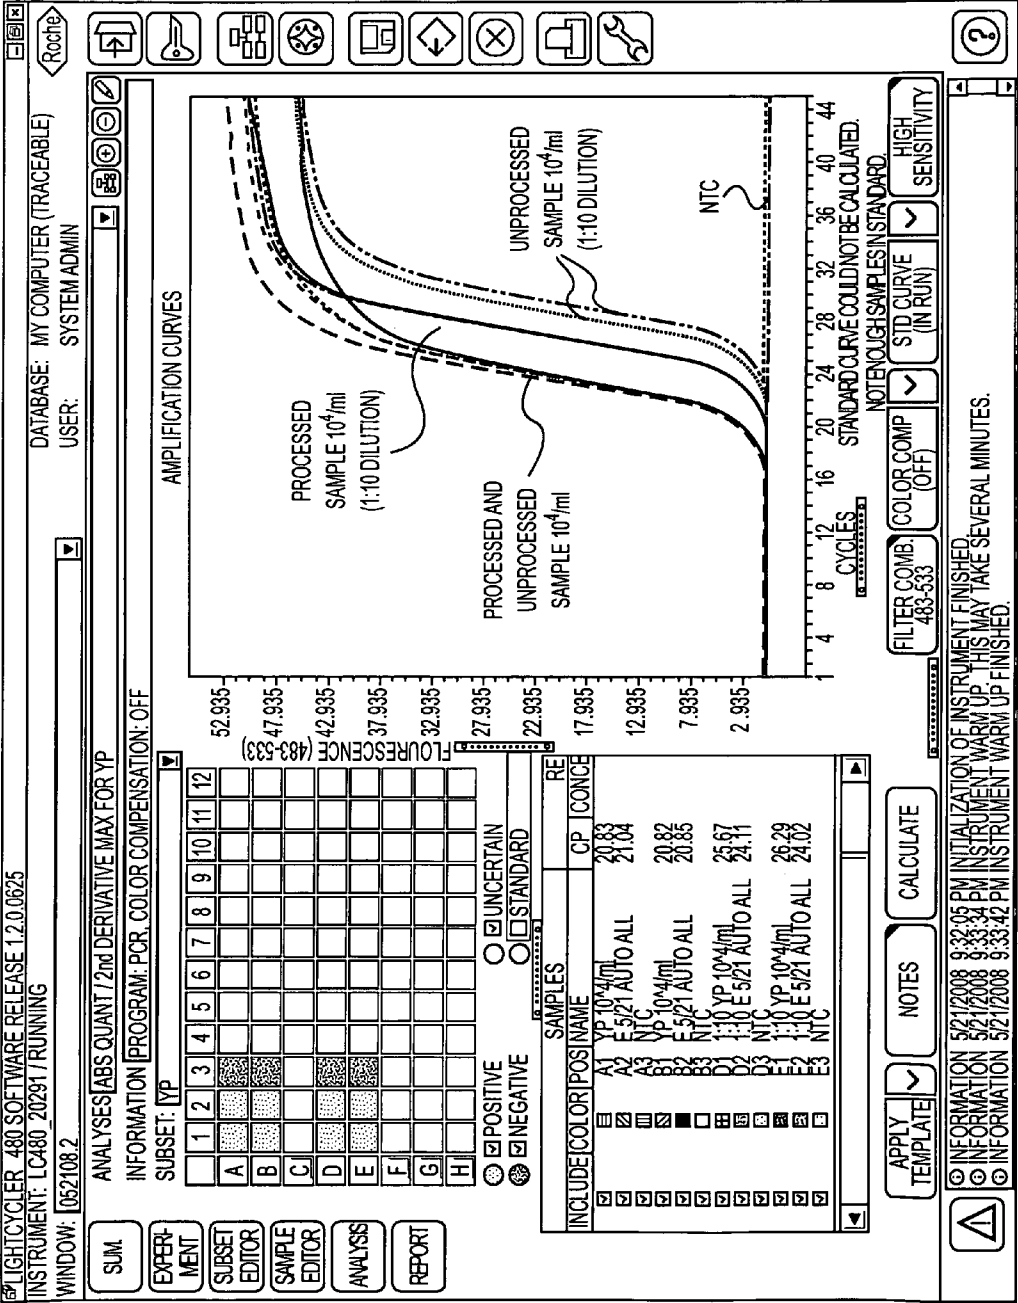 LIGHTCYCLER 480 SOFTWARE RELEASE 1.2.0.0625
INSTRUMENT: LC480_20291 / RUNNING
DATABASE: MY COMPUTER (TRACEABLE)
Roche
WINDOW: 052108.2
USER: SYSTEM ADMIN
SUM.
EXPERI-
MENT
SUBSET
EDITOR
SAMPLE
EDITOR
ANALYSIS
REPORT
ANALYSES ABS QUANT / 2nd DERIVATIVE MAX FOR YP
INFORMATION PROGRAM: PCR, COLOR COMPENSATION: OFF
SUBSET: YP
1 2 3 4 5 6 7 8 9 10 11 12
A
B
C
D
E
F
G
H
POSITIVE
UNCERTAIN
NEGATIVE
STANDARD
SAMPLES RE
INCLUDE COLOR POS NAME CP CONCE
A1 YP 10^4/ml 20.83
A2 E 5/21 AUTO ALL 21.04
A3 NTC
B1 YP 10^4/ml 20.82
B2 E 5/21 AUTO ALL 20.85
B3 NTC
D1 1:10 YP 10^4/ml 25.67
D2 1:10 E 5/21 AUTO ALL 24.11
D3 NTC
E1 1:10 YP 10^4/ml 26.29
E2 1:10 E 5/21 AUTO ALL 24.02
E3 NTC
APPLY
TEMPLATE
NOTES
CALCULATE
AMPLIFICATION CURVES
FLOURESCENCE (483-533)
52.935
47.935
42.935
37.935
32.935
27.935
22.935
17.935
12.935
7.935
2.935
PROCESSED
SAMPLE 10⁴/ml
(1:10 DILUTION)
PROCESSED AND
UNPROCESSED
SAMPLE 10⁴/ml
UNPROCESSED
SAMPLE 10⁴/ml
(1:10 DILUTION)
NTC
1 4 8 12 16 20 24 28 32 36 40 44
CYCLES
STANDARD CURVE COULD NOT BE CALCULATED.
NOT ENOUGH SAMPLES IN STANDARD.
FILTER COMB.
483-533
COLOR COMP
(OFF)
STD CURVE
(IN RUN)
HIGH
SENSITIVITY
INFORMATION 5/21/2008 9:32:05 PM INITIALIZATION OF INSTRUMENT FINISHED.
INFORMATION 5/21/2008 9:33:34 PM INSTRUMENT WARM UP. THIS MAY TAKE SEVERAL MINUTES.
INFORMATION 5/21/2008 9:33:42 PM INSTRUMENT WARM UP FINISHED.